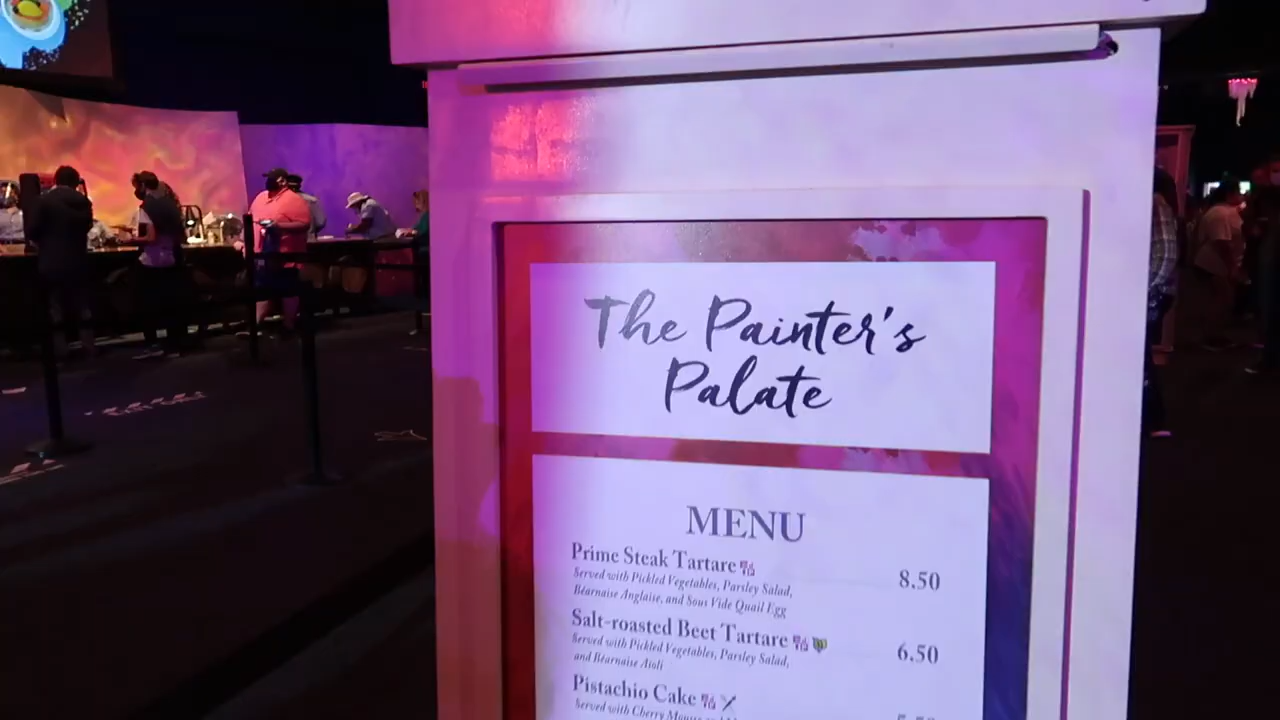 The Painter's
Palate
MENU
Prime Steak Tartare
8.50
Served with Pickled Vegetables, Parsley Salad,
Béarnaise Anglaise, and Sous Vide Quail Egg
Salt-roasted Beet Tartare
6.50
Served with Pickled Vegetables, Parsley Salad,
and Béarnaise Aioli
Pistachio Cake
Served with Cherry